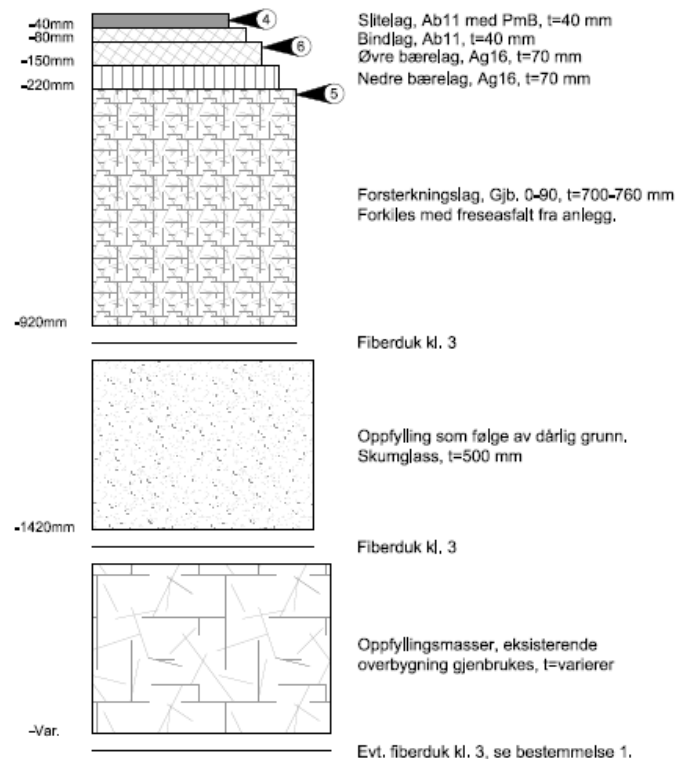 -40mm
④
Slitelag, Ab11 med PmB, t=40 mm
-80mm
Bindlag, Ab11, t=40 mm
⑥
-150mm
Øvre bærelag, Ag16, t=70 mm
-220mm
Nedre bærelag, Ag16, t=70 mm
⑤
Forsterkningslag, Gjb. 0-90, t=700-760 mm
Forkiles med freseasfalt fra anlegg.
-920mm
Fiberduk kl. 3
Oppfylling som følge av dårlig grunn.
Skumglass, t=500 mm
-1420mm
Fiberduk kl. 3
Oppfyllingsmasser, eksisterende
overbygning gjenbrukes, t=varierer
-Var.
Evt. fiberduk kl. 3, se bestemmelse 1.